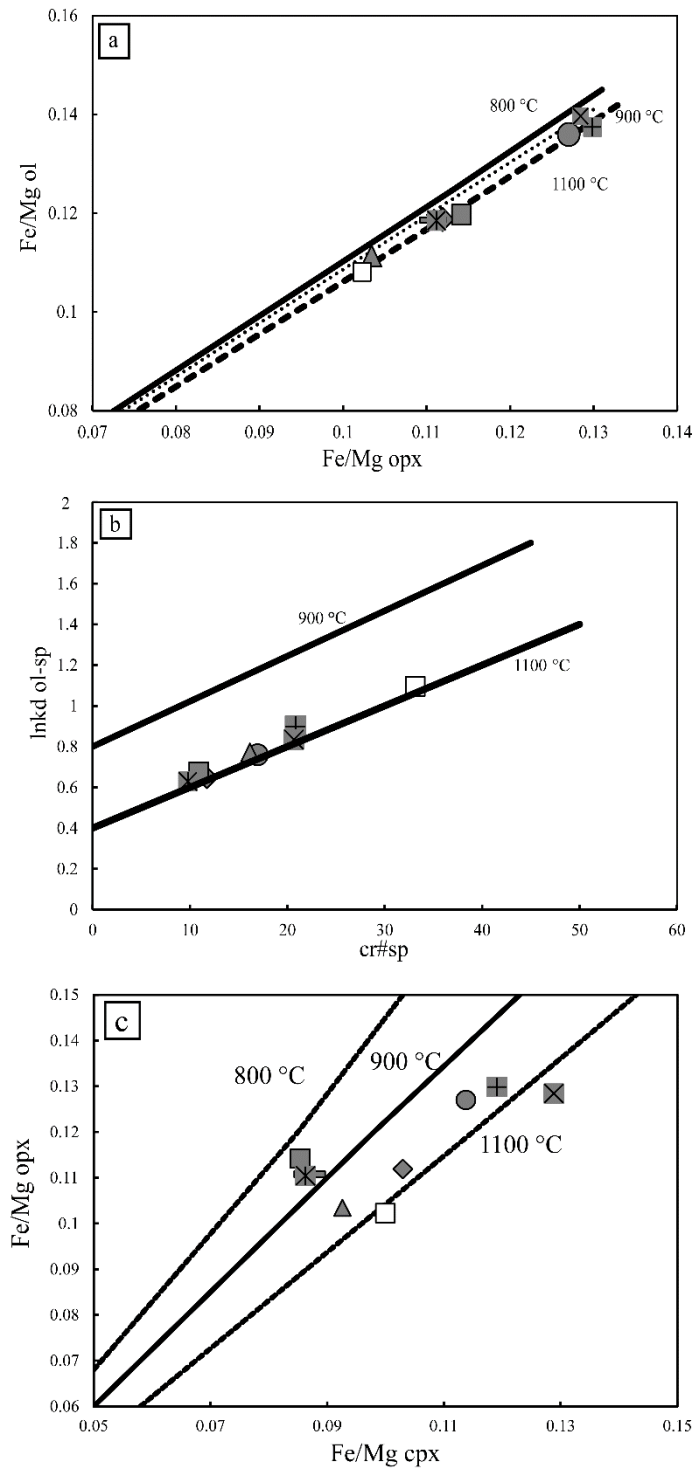 a
0.16
0.14
0.12
0.1
0.08
Fe/Mg ol
800 °C
900 °C
1100 °C
0.07
0.08
0.09
0.1
0.11
0.12
0.13
0.14
Fe/Mg opx
b
2
1.8
1.6
1.4
1.2
1
0.8
0.6
0.4
0.2
0
lnkd ol-sp
900 °C
1100 °C
0
10
20
30
40
50
60
cr#sp
c
0.15
0.14
0.13
0.12
0.11
0.1
0.09
0.08
0.07
0.06
Fe/Mg opx
800 °C
900 °C
1100 °C
0.05
0.07
0.09
0.11
0.13
0.15
Fe/Mg cpx